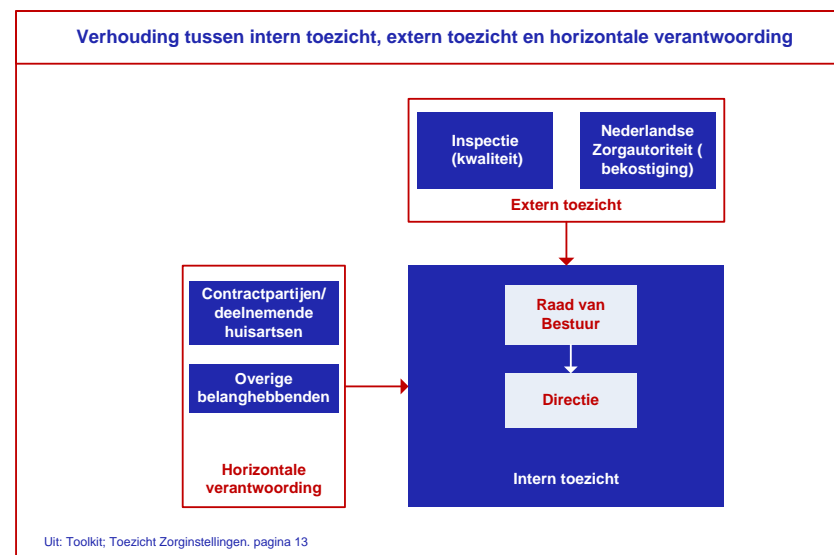 Verhouding tussen intern toezicht, extern toezicht en horizontale verantwoording
Inspectie
(kwaliteit)
Nederlandse
Zorgautoriteit (
bekostiging)
Extern toezicht
Contractpartijen/
deelnemende
huisartsen
Overige
belanghebbenden
Horizontale
verantwoording
Raad van
Bestuur
Directie
Intern toezicht
Uit: Toolkit; Toezicht Zorginstellingen. pagina 13